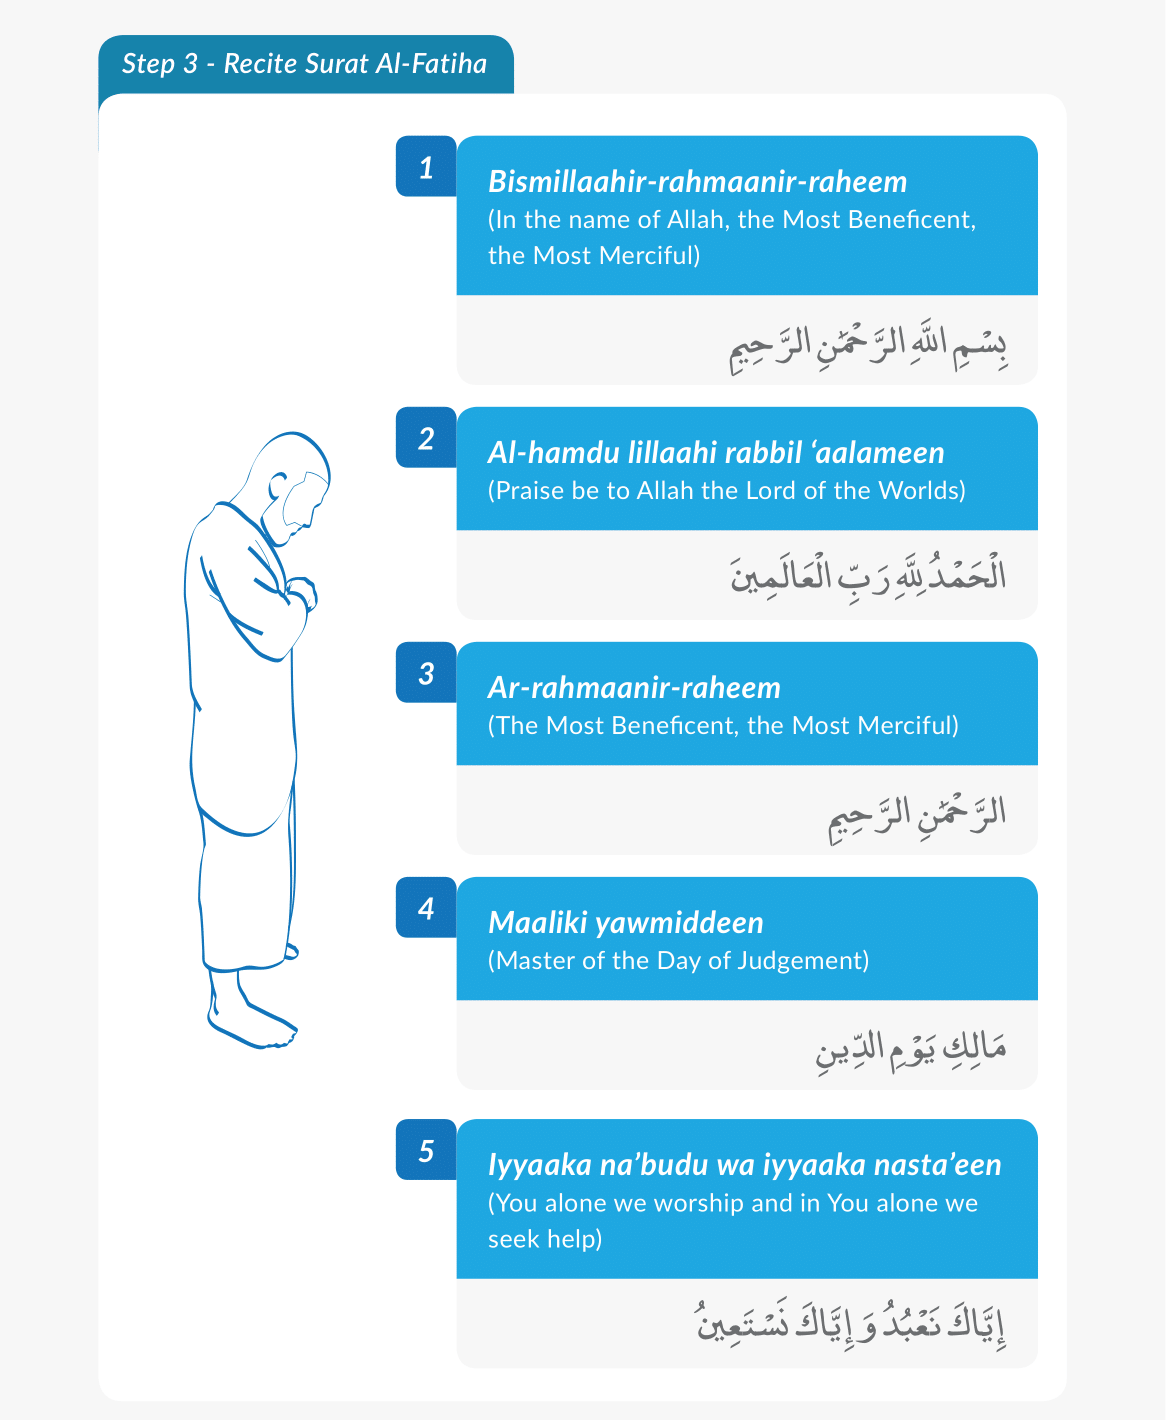 Step 3 - Recite Surat Al-Fatiha
1
Bismillaahir-rahmaanir-raheem
(In the name of Allah, the Most Beneficent,
the Most Merciful)
بِسْمِ اللَّهِ الرَّحْمَٰنِ الرَّحِيمِ
2
Al-hamdu lillaahi rabbil ‘aalameen
(Praise be to Allah the Lord of the Worlds)
الْحَمْدُ لِلَّهِ رَبِّ الْعَالَمِينَ
3
Ar-rahmaanir-raheem
(The Most Beneficent, the Most Merciful)
الرَّحْمَٰنِ الرَّحِيمِ
4
Maaliki yawmiddeen
(Master of the Day of Judgement)
مَالِكِ يَوْمِ الدِّينِ
5
Iyyaaka na’budu wa iyyaaka nasta’een
(You alone we worship and in You alone we
seek help)
إِيَّاكَ نَعْبُدُ وَإِيَّاكَ نَسْتَعِينُ